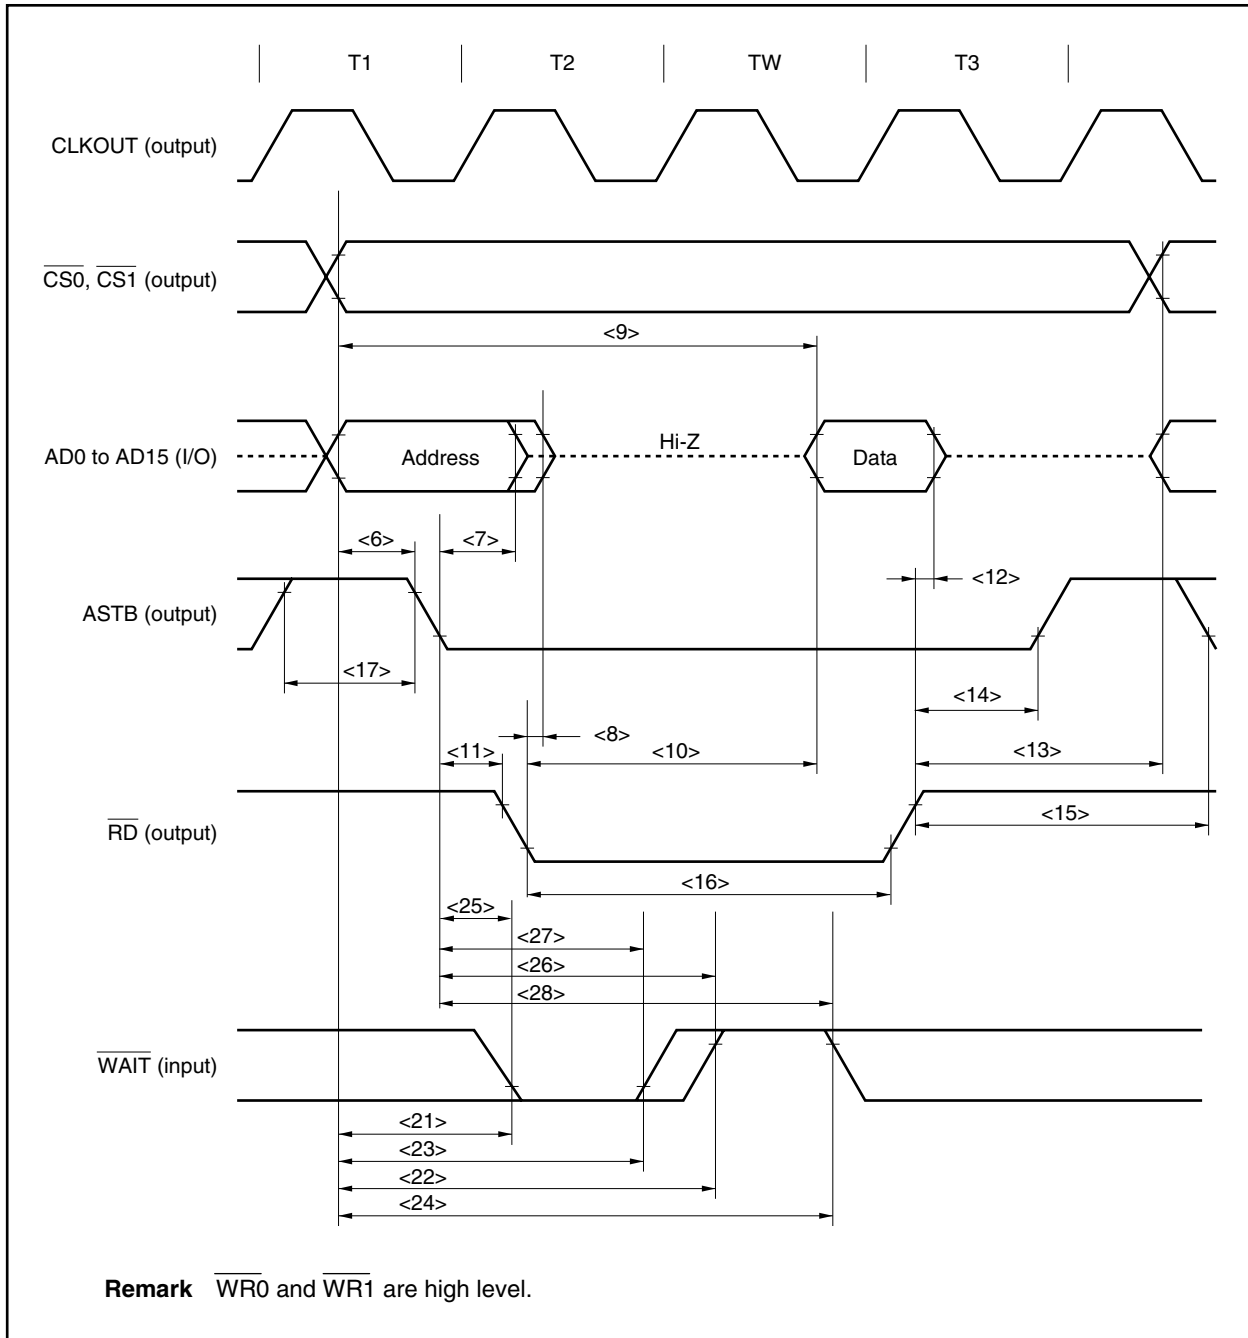 T1 T2 TW T3
CLKOUT (output)
CS0, CS1 (output)
<9>
AD0 to AD15 (I/O)
Address
Hi-Z
Data
<6> <7>
<12>
ASTB (output)
<17>
<14>
<8>
<11> <10> <13>
<15>
RD (output)
<16>
<25>
<27>
<26>
<28>
WAIT (input)
<21>
<23>
<22>
<24>
Remark WR0 and WR1 are high level.